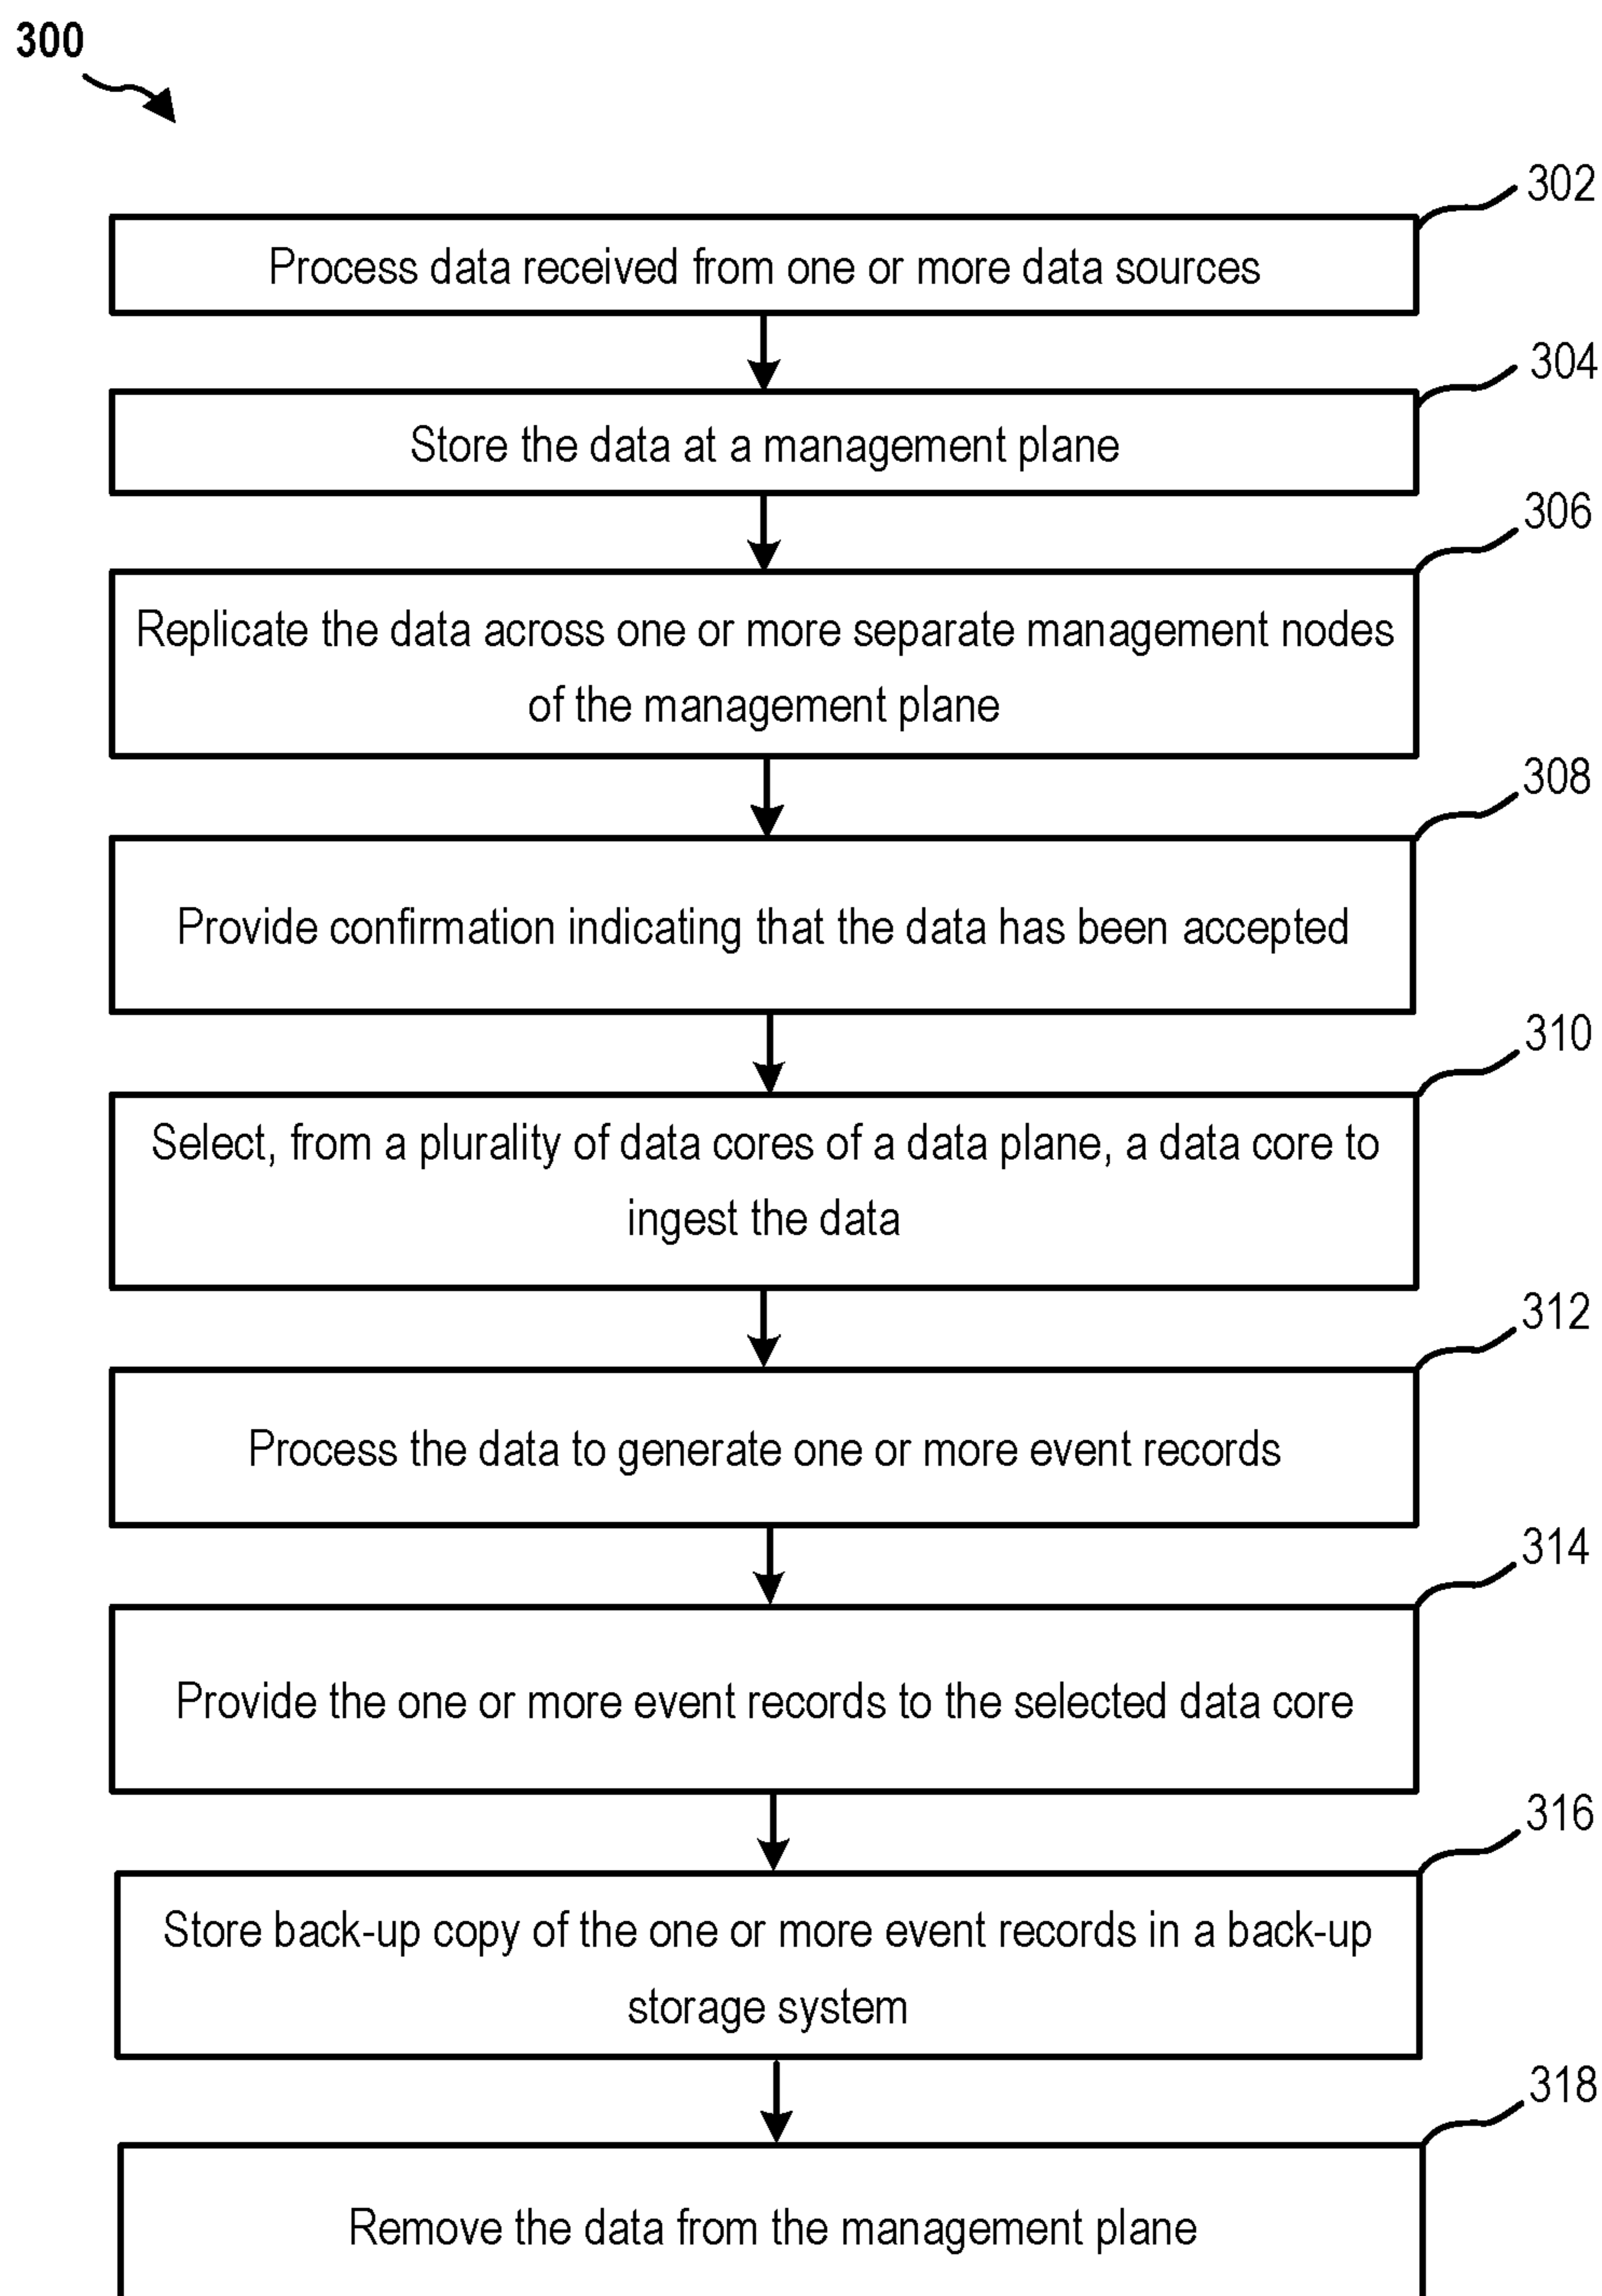 300
302
Process data received from one or more data sources
304
Store the data at a management plane
306
Replicate the data across one or more separate management nodes
of the management plane
308
Provide confirmation indicating that the data has been accepted
310
Select, from a plurality of data cores of a data plane, a data core to
ingest the data
312
Process the data to generate one or more event records
314
Provide the one or more event records to the selected data core
316
Store back-up copy of the one or more event records in a back-up
storage system
318
Remove the data from the management plane